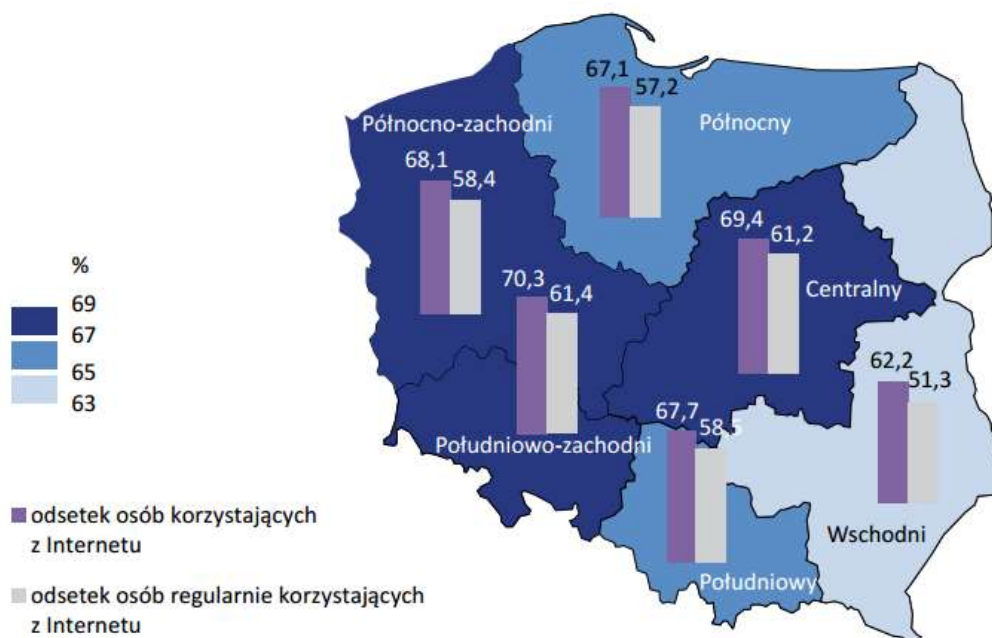 67,1
57,2
Północno-zachodni
Północny
68,1
58,4
69,4
61,2
%
69
67
65
63
70,3
61,4
Centralny
62,2
51,3
67,7
58,5
Południowo-zachodni
odsetek osób korzystających
z Internetu
Wschodni
Południowy
odsetek osób regularnie korzystających
z Internetu